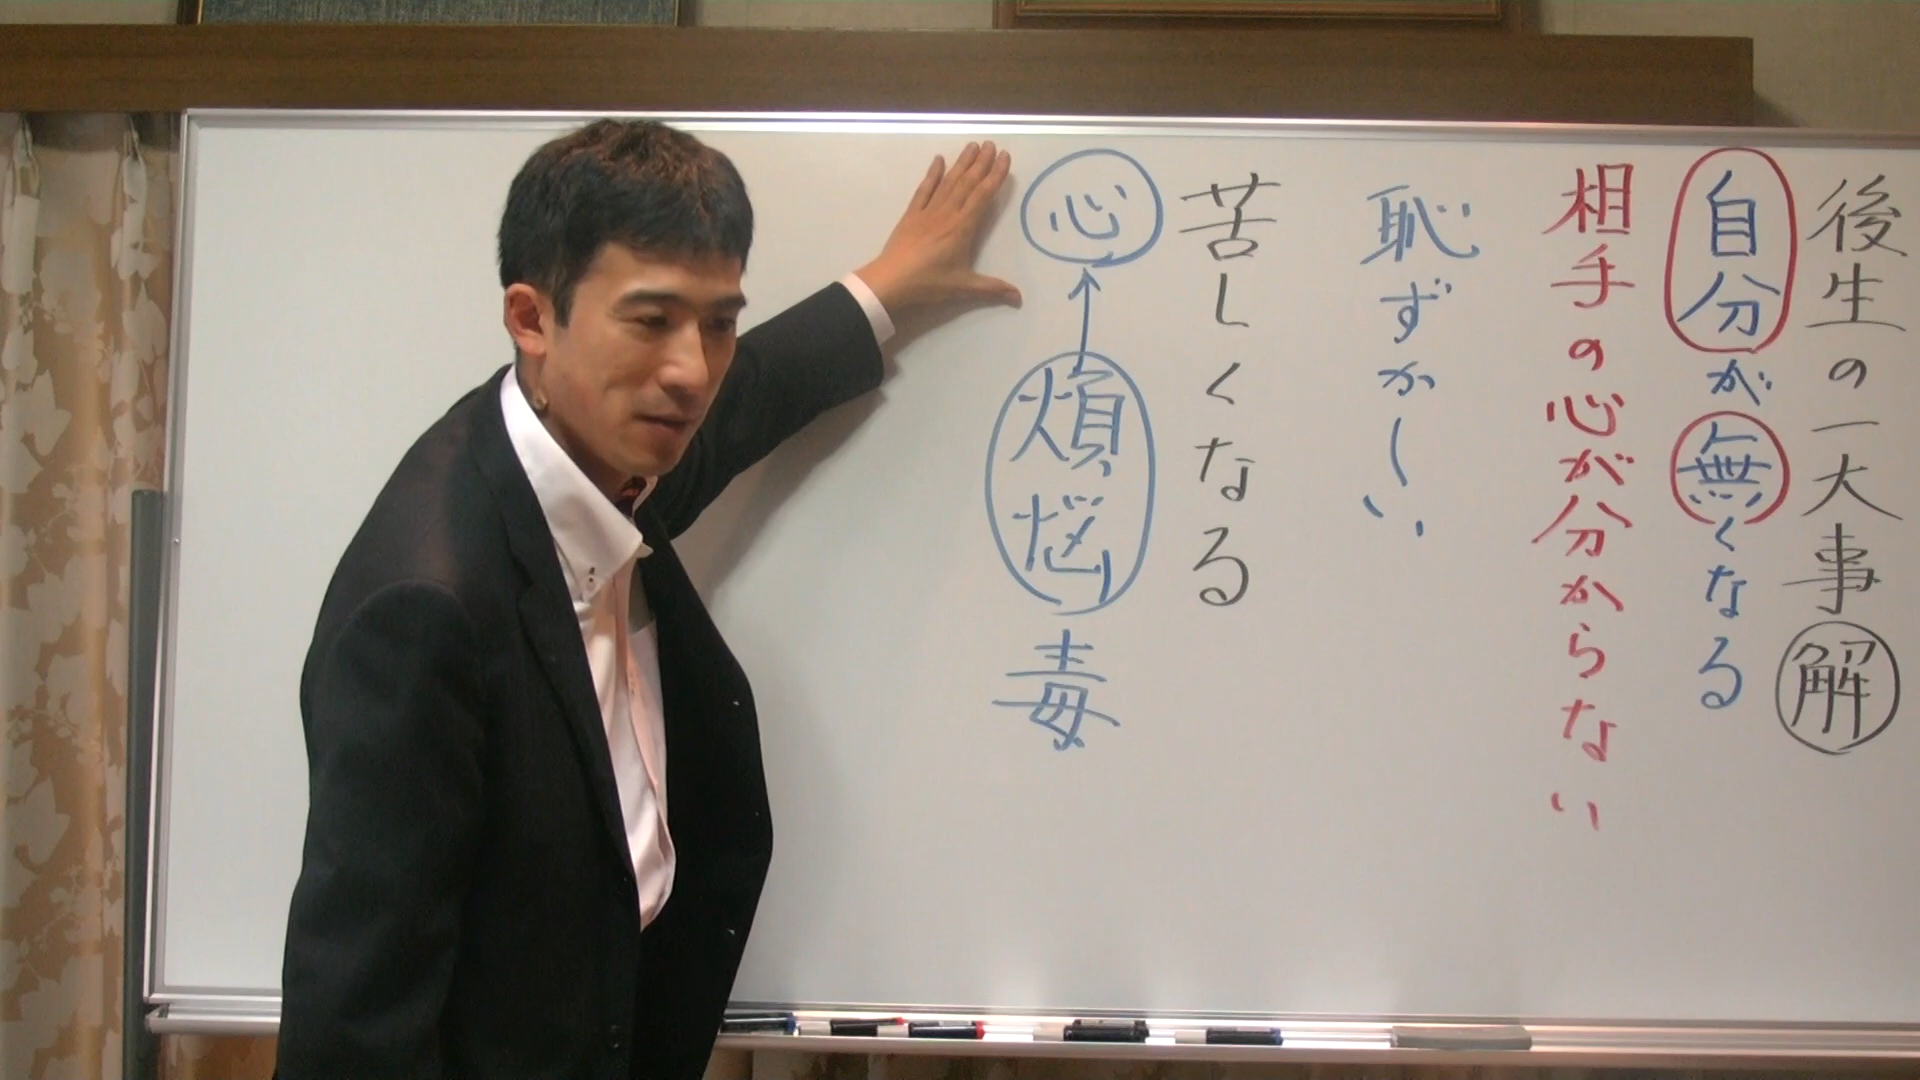 後生の一大事解
自分が無くなる
相手の心が分からない
恥ずかしい
苦しくなる
心
煩悩毒